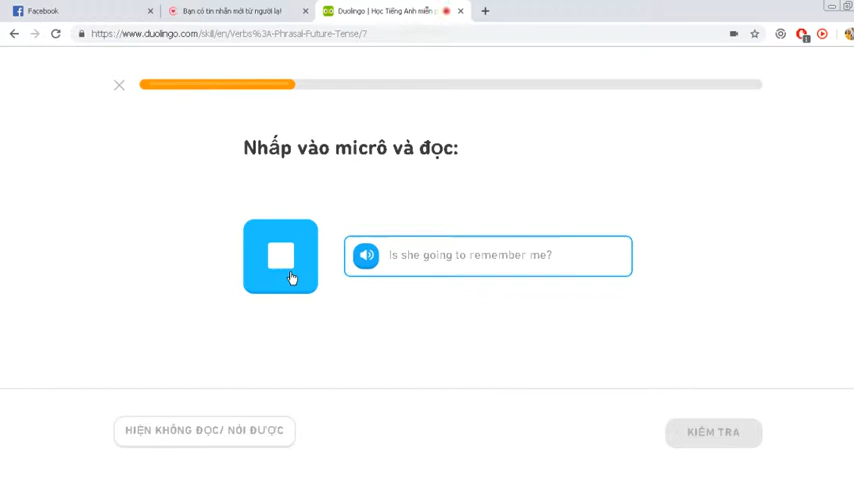 Facebook
Bạn có tin nhắn mới từ người lạ!
Duolingo | Học Tiếng Anh miễn
https://www.duolingo.com/skill/en/Verbs%3A-Phrasal-Future-Tense/7
Nhấp vào micrô và đọc:
Is she going to remember me?
HIỆN KHÔNG ĐỌC/ NÓI ĐƯỢC
KIỂM TRA